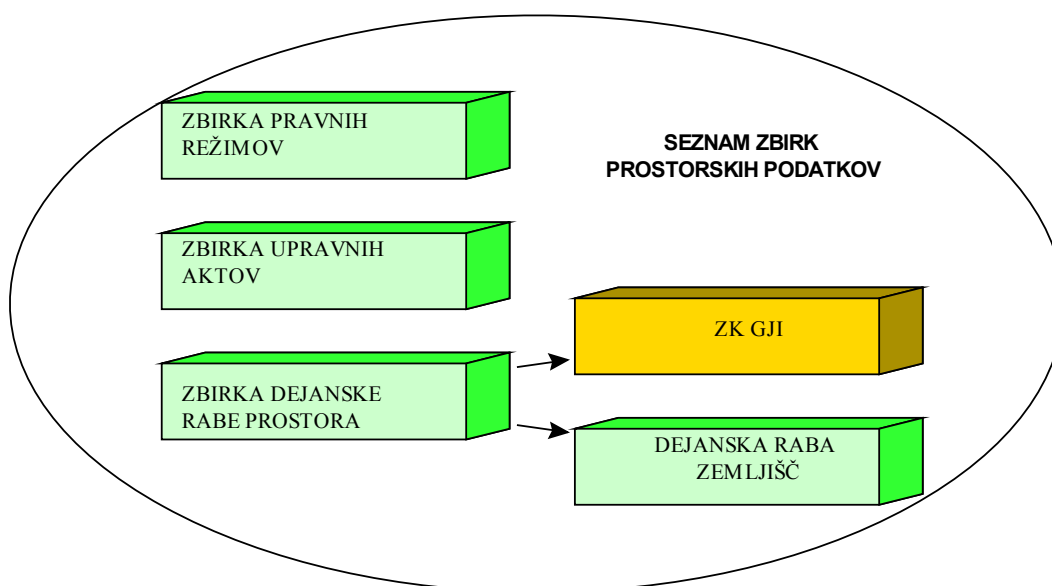 ZBIRKA PRAVNIH
REŽIMOV
SEZNAM ZBIRK
PROSTORSKIH PODATKOV
ZBIRKA UPRAVNIH
AKTOV
ZK GJI
ZBIRKA DEJANSKE
RABE PROSTORA
DEJANSKA RABA
ZEMLJIŠČ